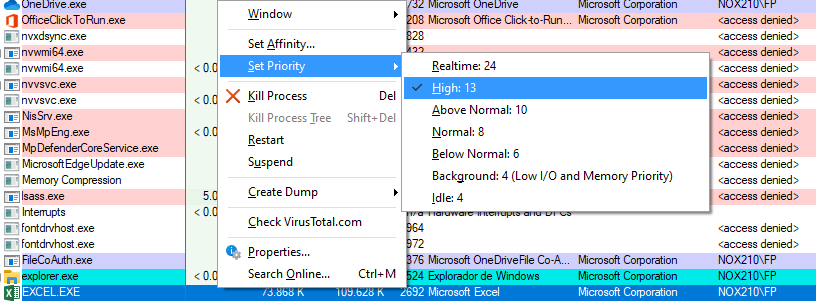 OneDrive.exe 732 Microsoft OneDrive Microsoft Corporation NOX210\FP
OfficeClickToRun.exe Microsoft Office Click-to-Run... Microsoft Corporation <access denied>
nvxdsync.exe 828 <access denied>
nvwmi64.exe <access denied>
nvwmi64.exe < 0.0 <access denied>
nvvsvc.exe <access denied>
nvvsvc.exe < 0.0 <access denied>
NisSrv.exe <access denied>
MsMpEng.exe < 0.0 <access denied>
MpDefenderCoreService.exe <access denied>
MicrosoftEdgeUpdate.exe <access denied>
Memory Compression <access denied>
lsass.exe 5.0 <access denied>
Interrupts < 0.0 n/a Hardware Interrupts and DPCs
fontdrvhost.exe 964 <access denied>
fontdrvhost.exe 972 <access denied>
FileCoAuth.exe 376 Microsoft OneDriveFile Co-A... Microsoft Corporation NOX210\FP
explorer.exe < 0.0 524 Explorador de Windows Microsoft Corporation NOX210\FP
EXCEL.EXE 73.868 K 109.628 K 2692 Microsoft Excel Microsoft Corporation NOX210\FP
Window
Set Affinity...
Set Priority
Kill Process Del
Kill Process Tree Shift+Del
Restart
Suspend
Create Dump
Check VirusTotal.com
Properties...
Search Online... Ctrl+M
Realtime: 24
High: 13
Above Normal: 10
Normal: 8
Below Normal: 6
Background: 4 (Low I/O and Memory Priority)
Idle: 4